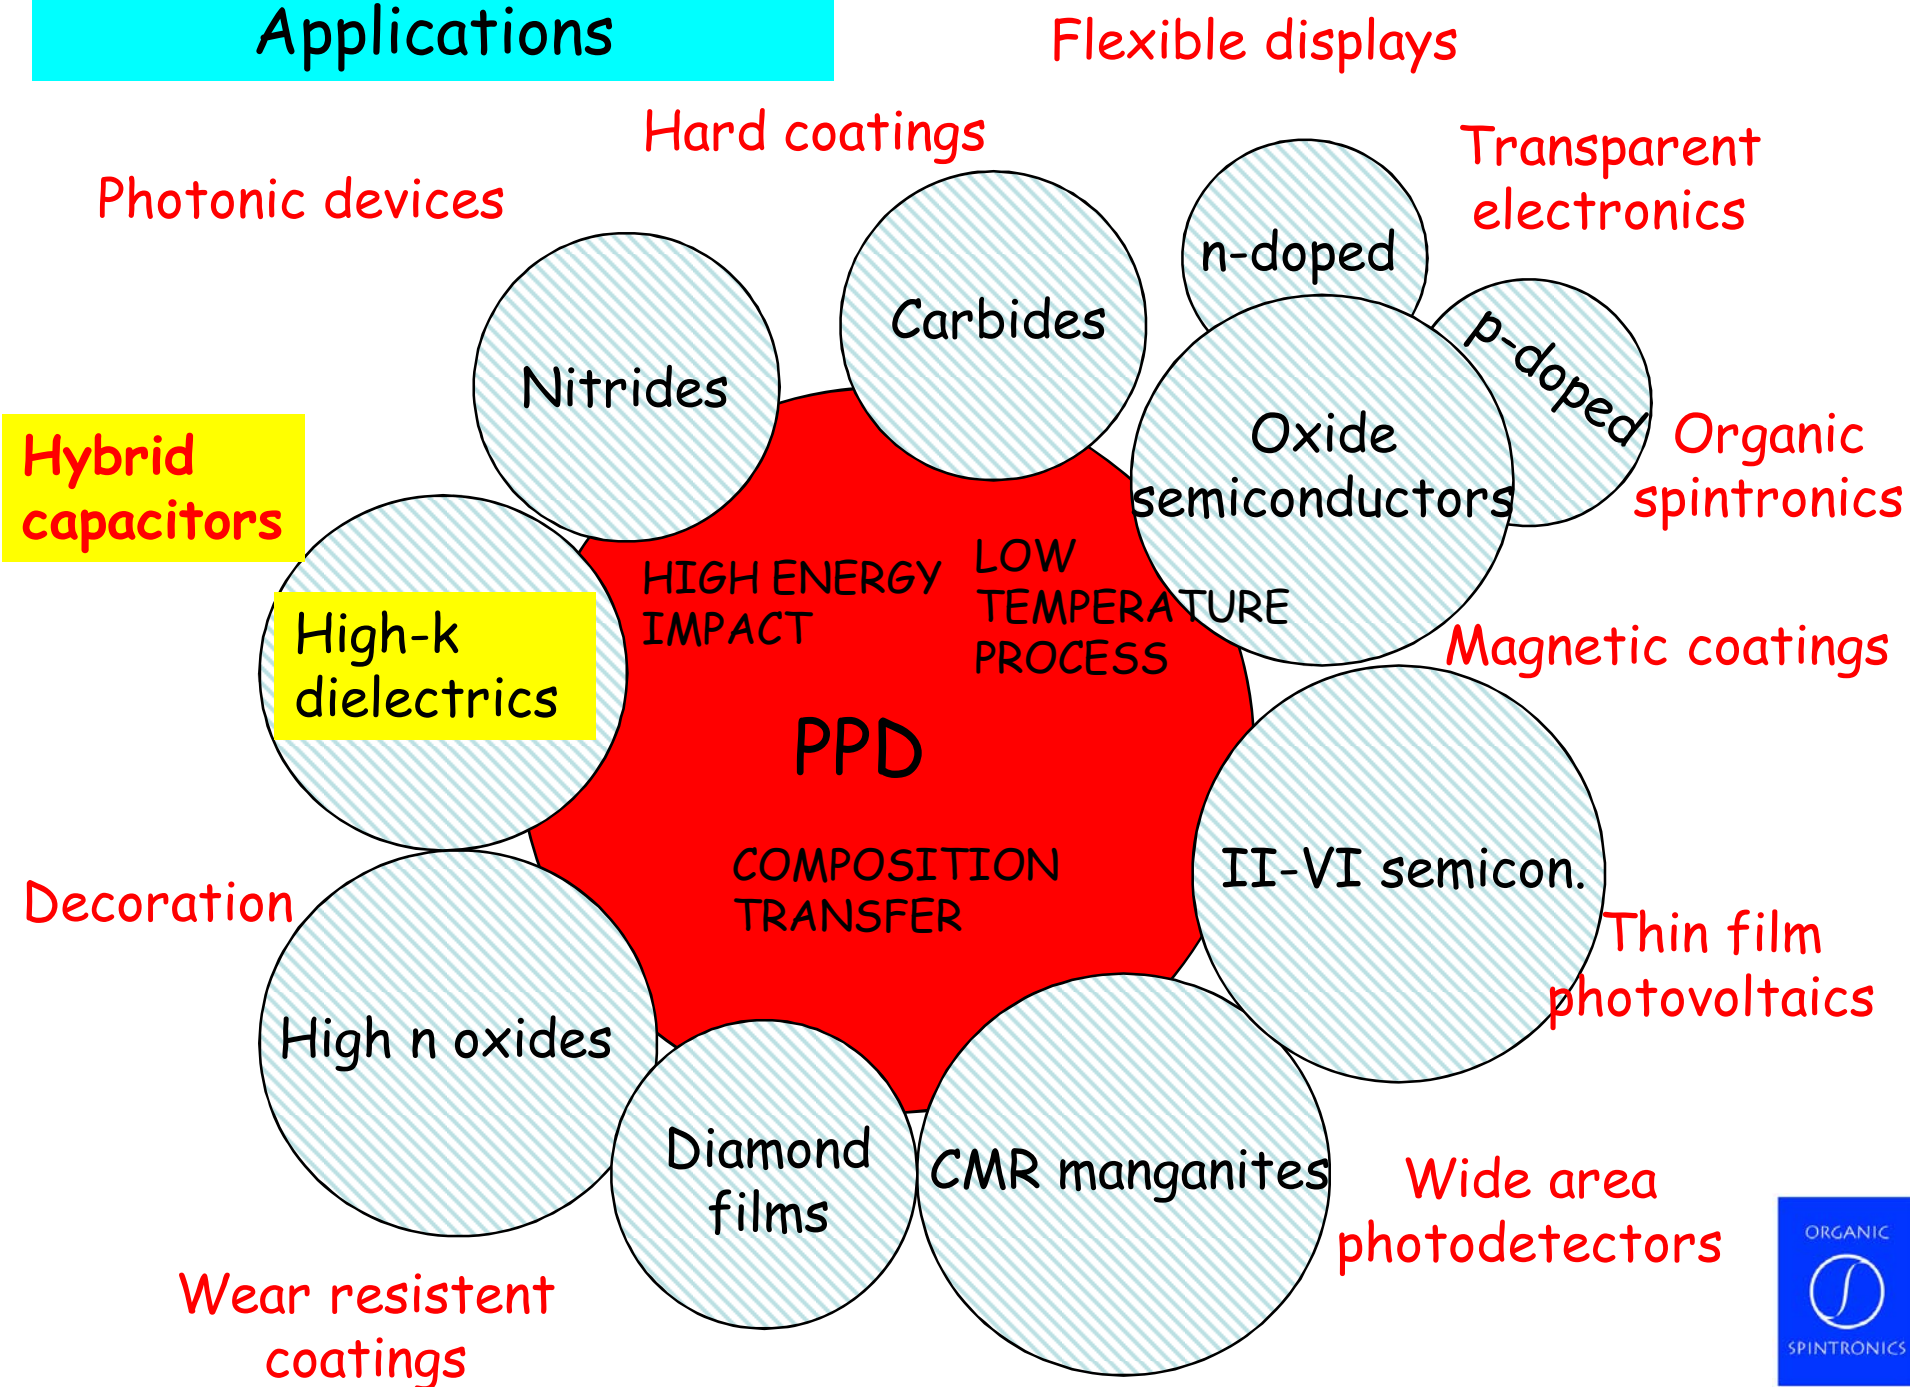 Applications
Flexible displays
Hard coatings
Transparent
electronics
Photonic devices
n-doped
Carbides
p-doped
Nitrides
Oxide
semiconductors
Organic
spintronics
Hybrid
capacitors
HIGH ENERGY
IMPACT
LOW
TEMPERATURE
PROCESS
High-k
dielectrics
Magnetic coatings
PPD
COMPOSITION
TRANSFER
II-VI semicon.
Decoration
Thin film
photovoltaics
High n oxides
Diamond
films
CMR manganites
Wide area
photodetectors
Wear resistent
coatings
ORGANIC
SPINTRONICS